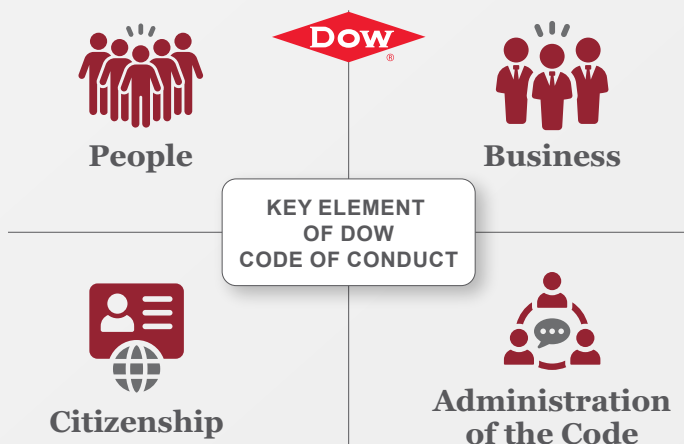 DOW
®
People
Business
KEY ELEMENT
OF DOW
CODE OF CONDUCT
Citizenship
Administration
of the Code